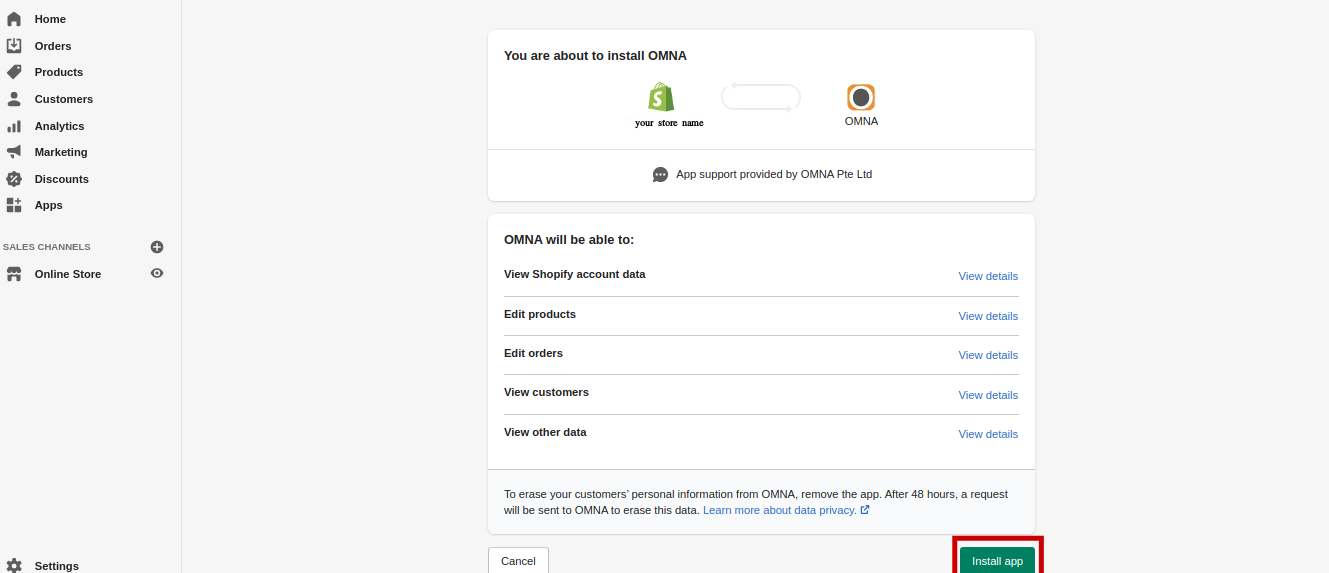 Home
Orders
Products
Customers
Analytics
Marketing
Discounts
Apps
SALES CHANNELS
Online Store
Settings
You are about to install OMNA
your store name
OMNA
App support provided by OMNA Pte Ltd
OMNA will be able to:
View Shopify account data View details
Edit products View details
Edit orders View details
View customers View details
View other data View details
To erase your customers’ personal information from OMNA, remove the app. After 48 hours, a request
will be sent to OMNA to erase this data. Learn more about data privacy.
Cancel Install app